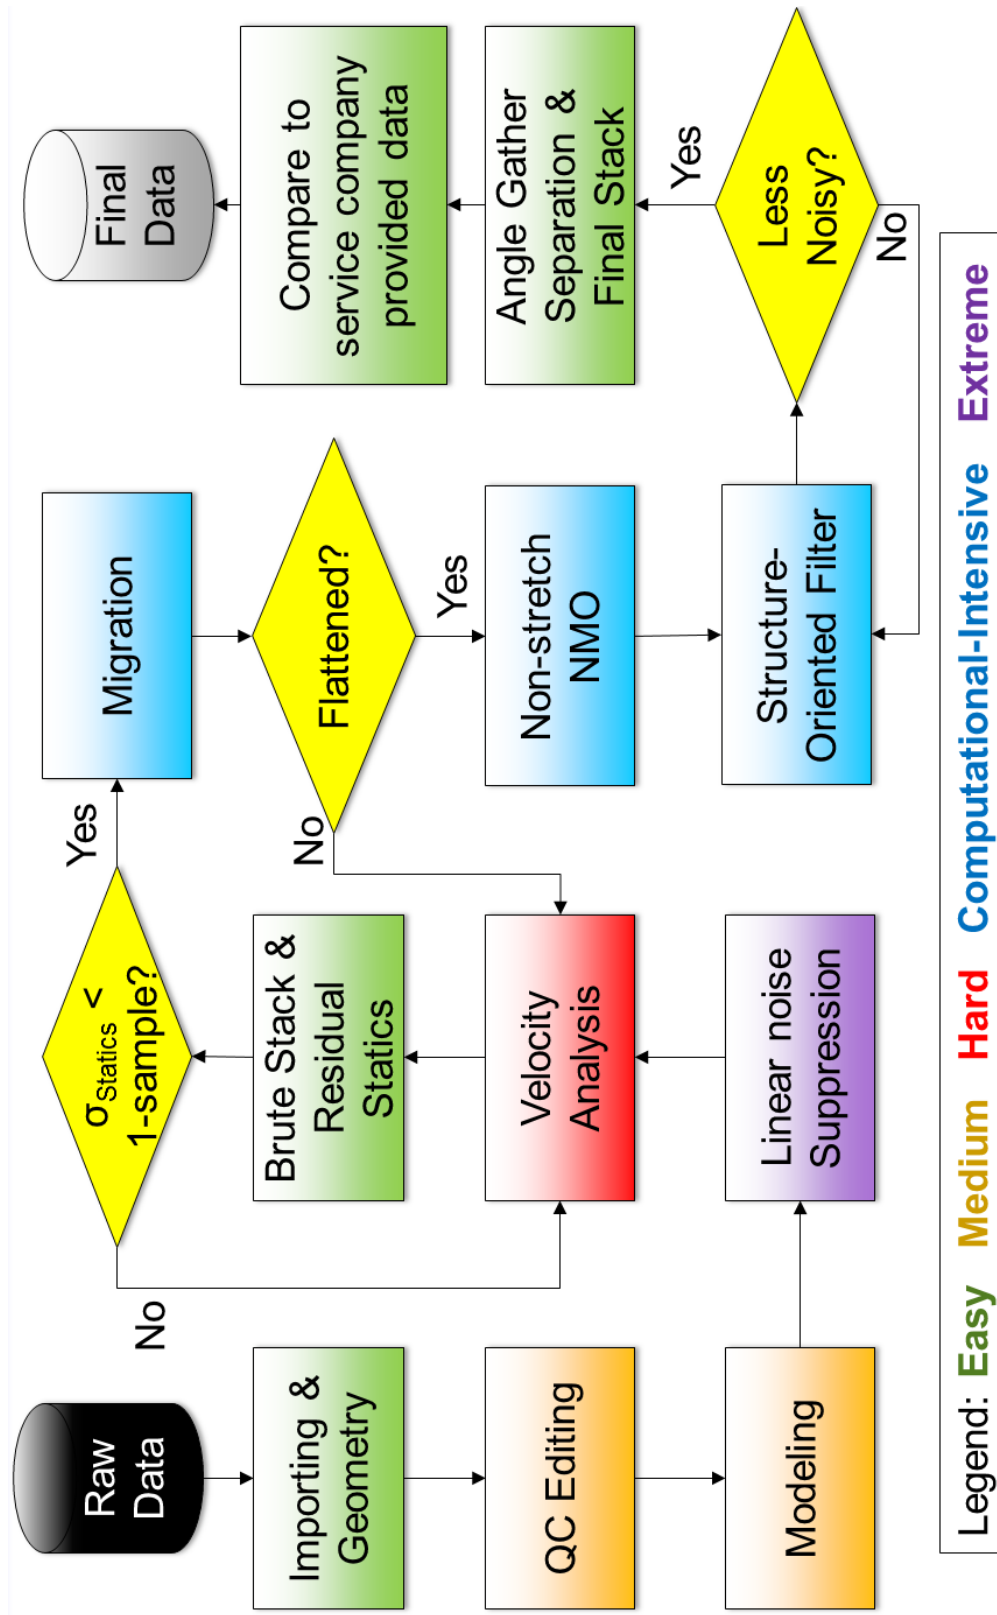 Raw
Data
Importing &
Geometry
QC Editing
Modeling
Linear noise
Suppression
Velocity
Analysis
Brute Stack &
Residual
Statics
σStatics <
1-sample?
No
Yes
Migration
Flattened?
No
Yes
Non-stretch
NMO
Structure-
Oriented Filter
Less
Noisy?
No
Yes
Angle Gather
Separation &
Final Stack
Compare to
service company
provided data
Final
Data
Legend: Easy Medium Hard Computational-Intensive Extreme